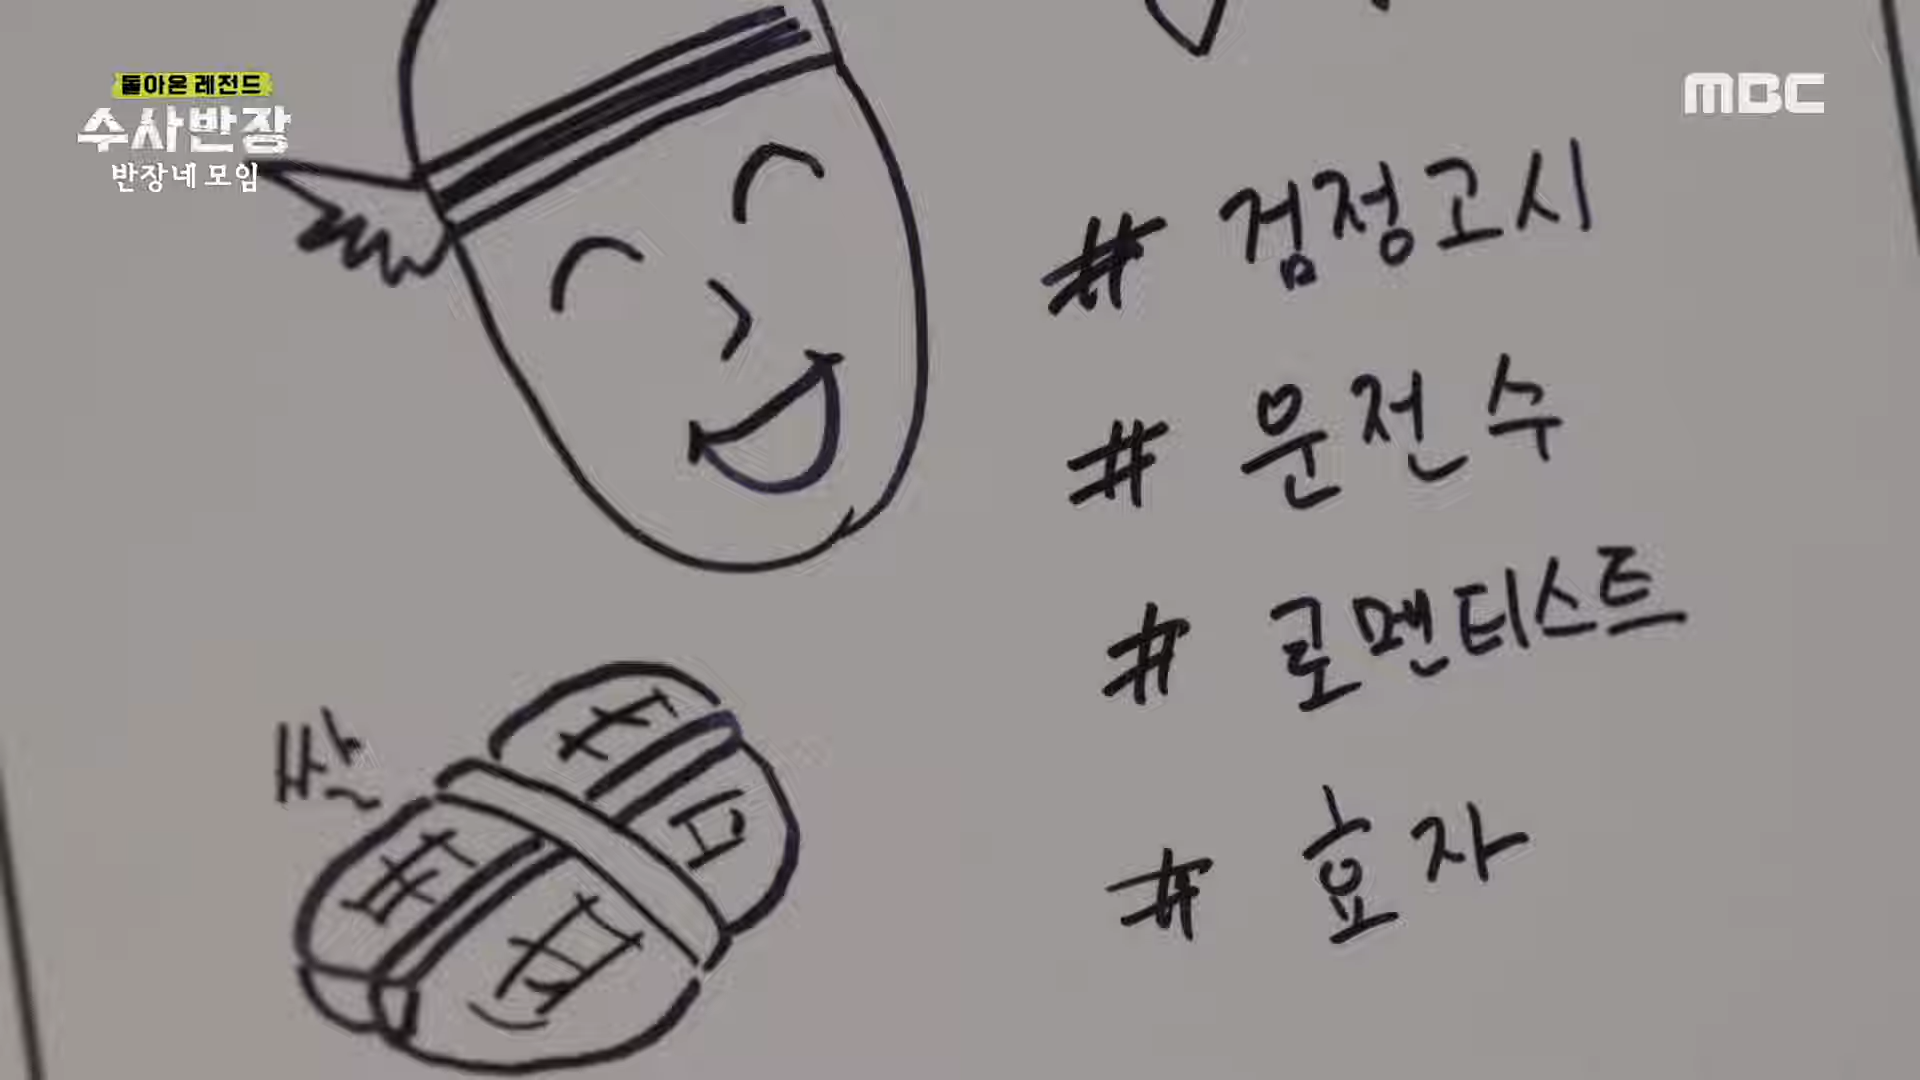 돌아온 레전드
수사반장
반장네 모임
MBC
# 검정고시
# 운전수
# 로멘티스트
# 효자
쌀